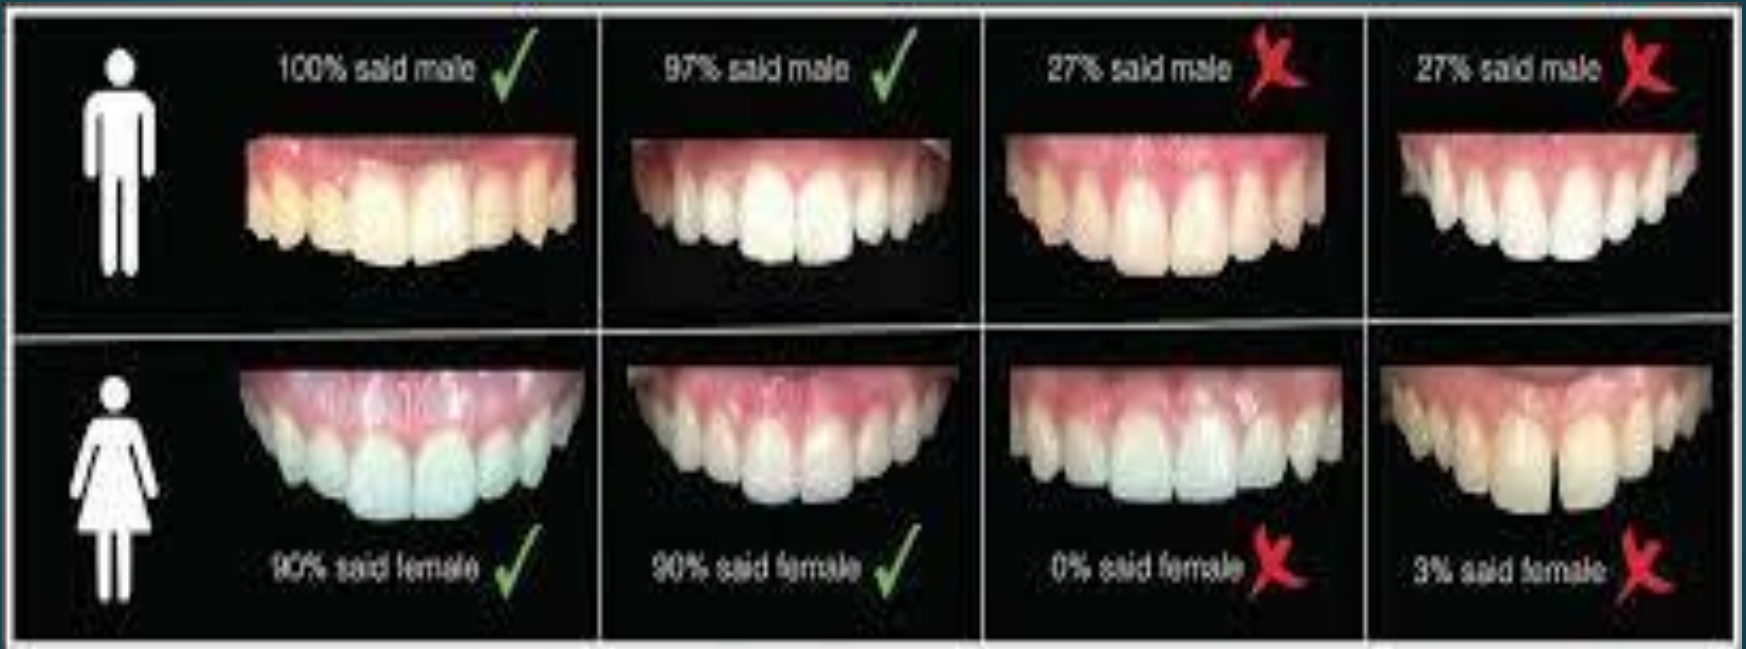 100% said male
97% said male
27% said male
27% said male
90% said female
90% said female
0% said female
3% said female